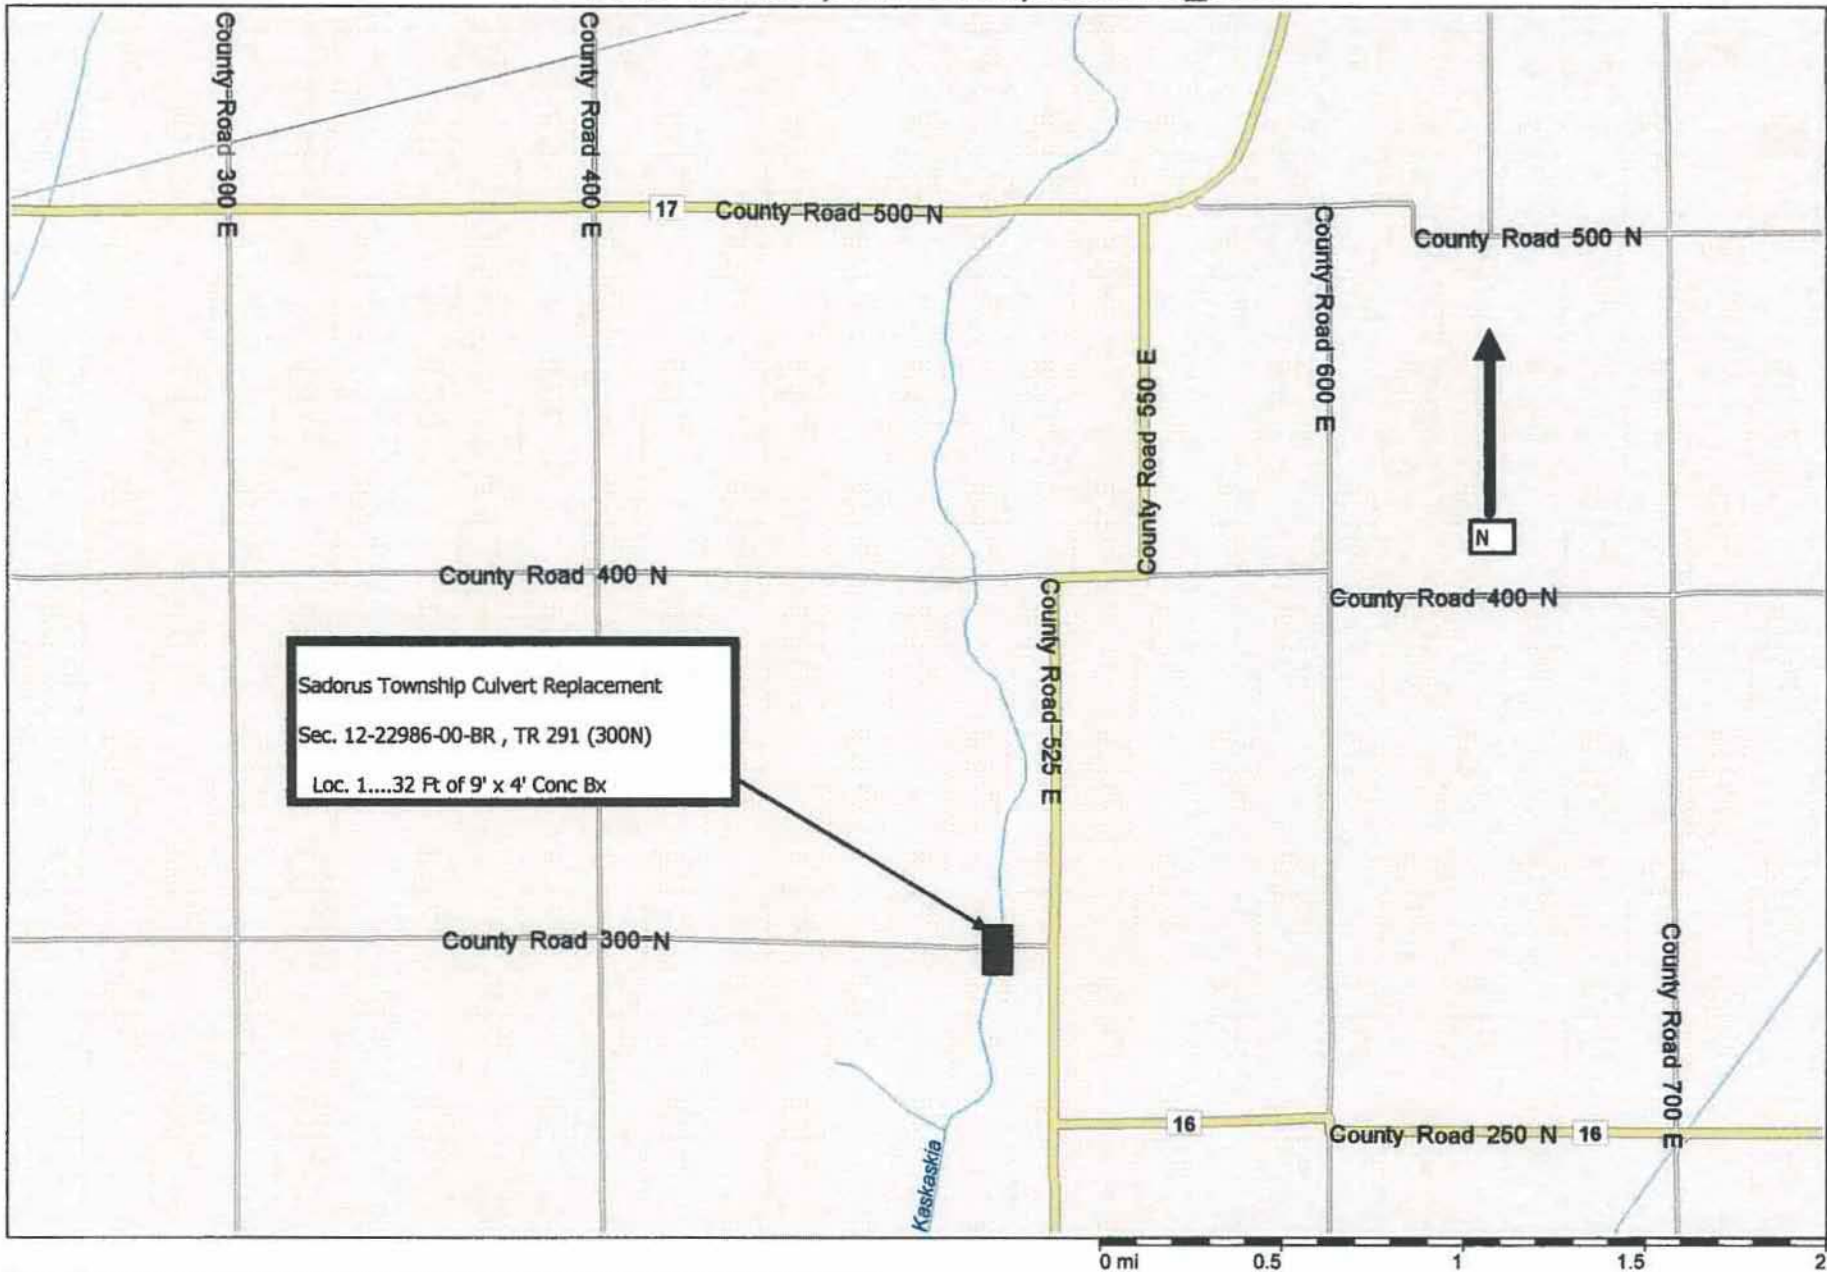 County Road 300 E
County Road 400 E
17
County Road 500 N
County Road 600 E
County Road 500 N
County Road 550 E
N
County Road 400 N
County Road 525 E
County Road 400 N
Sadorus Township Culvert Replacement
Sec. 12-22986-00-BR , TR 291 (300N)
Loc. 1....32 Ft of 9' x 4' Conc Bx
County Road 300 N
County Road 700 E
16
County Road 250 N
16
Kaskaskia
0 mi
0.5
1
1.5
2